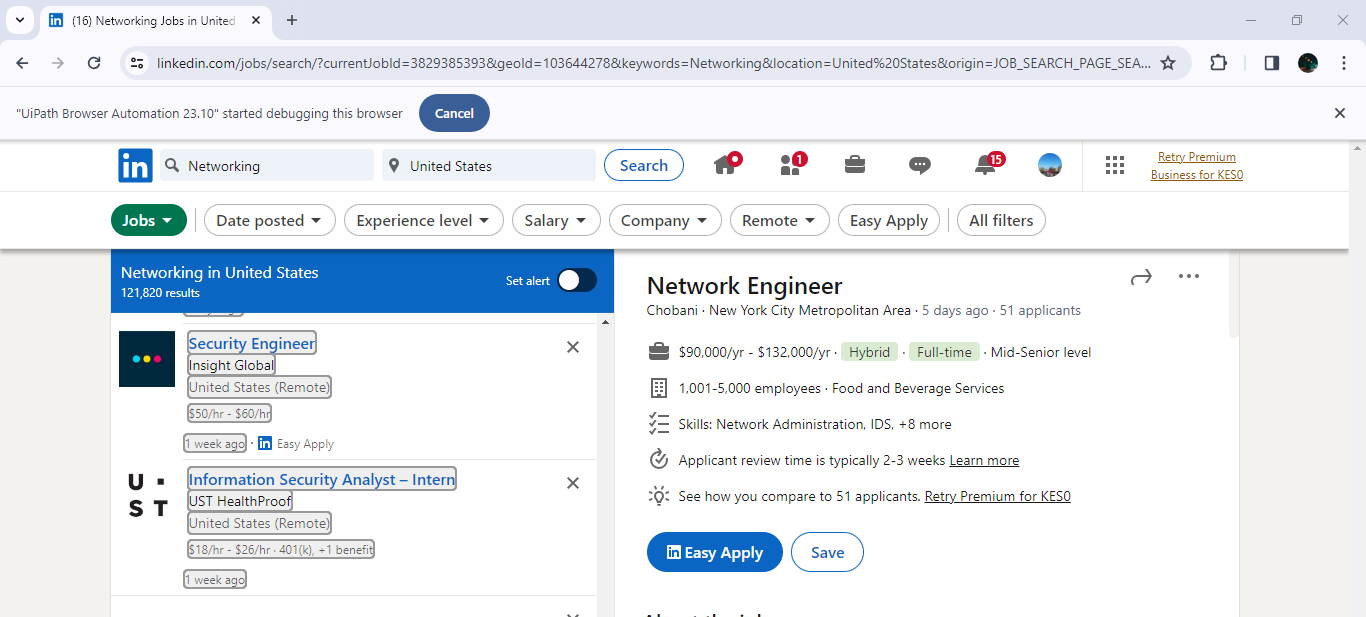 (16) Networking Jobs in United
linkedin.com/jobs/search/?currentJobId=3829385393&geoId=103644278&keywords=Networking&location=United%20States&origin=JOB_SEARCH_PAGE_SEA...
"UiPath Browser Automation 23.10" started debugging this browser
Cancel
in
Networking
United States
Search
1
15
Retry Premium
Business for KES0
Jobs
Date posted
Experience level
Salary
Company
Remote
Easy Apply
All filters
Networking in United States
121,820 results
Set alert
Security Engineer
Insight Global
United States (Remote)
$50/hr - $60/hr
1 week ago · in Easy Apply
U
ST
Information Security Analyst – Intern
UST HealthProof
United States (Remote)
$18/hr - $26/hr · 401(k), +1 benefit
1 week ago
Network Engineer
Chobani · New York City Metropolitan Area · 5 days ago · 51 applicants
$90,000/yr - $132,000/yr · Hybrid · Full-time · Mid-Senior level
1,001-5,000 employees · Food and Beverage Services
Skills: Network Administration, IDS, +8 more
Applicant review time is typically 2-3 weeks Learn more
See how you compare to 51 applicants. Retry Premium for KES0
in Easy Apply
Save